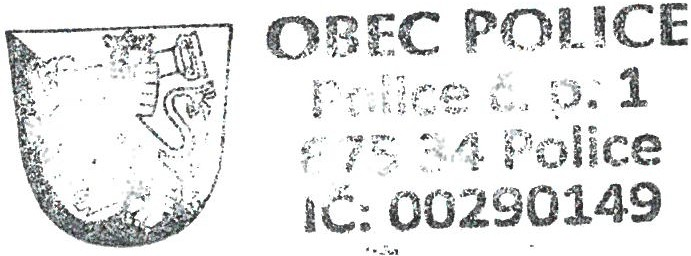 OBEC POLICE
Police č. p. 1
675 34 Police
IČ: 00290149